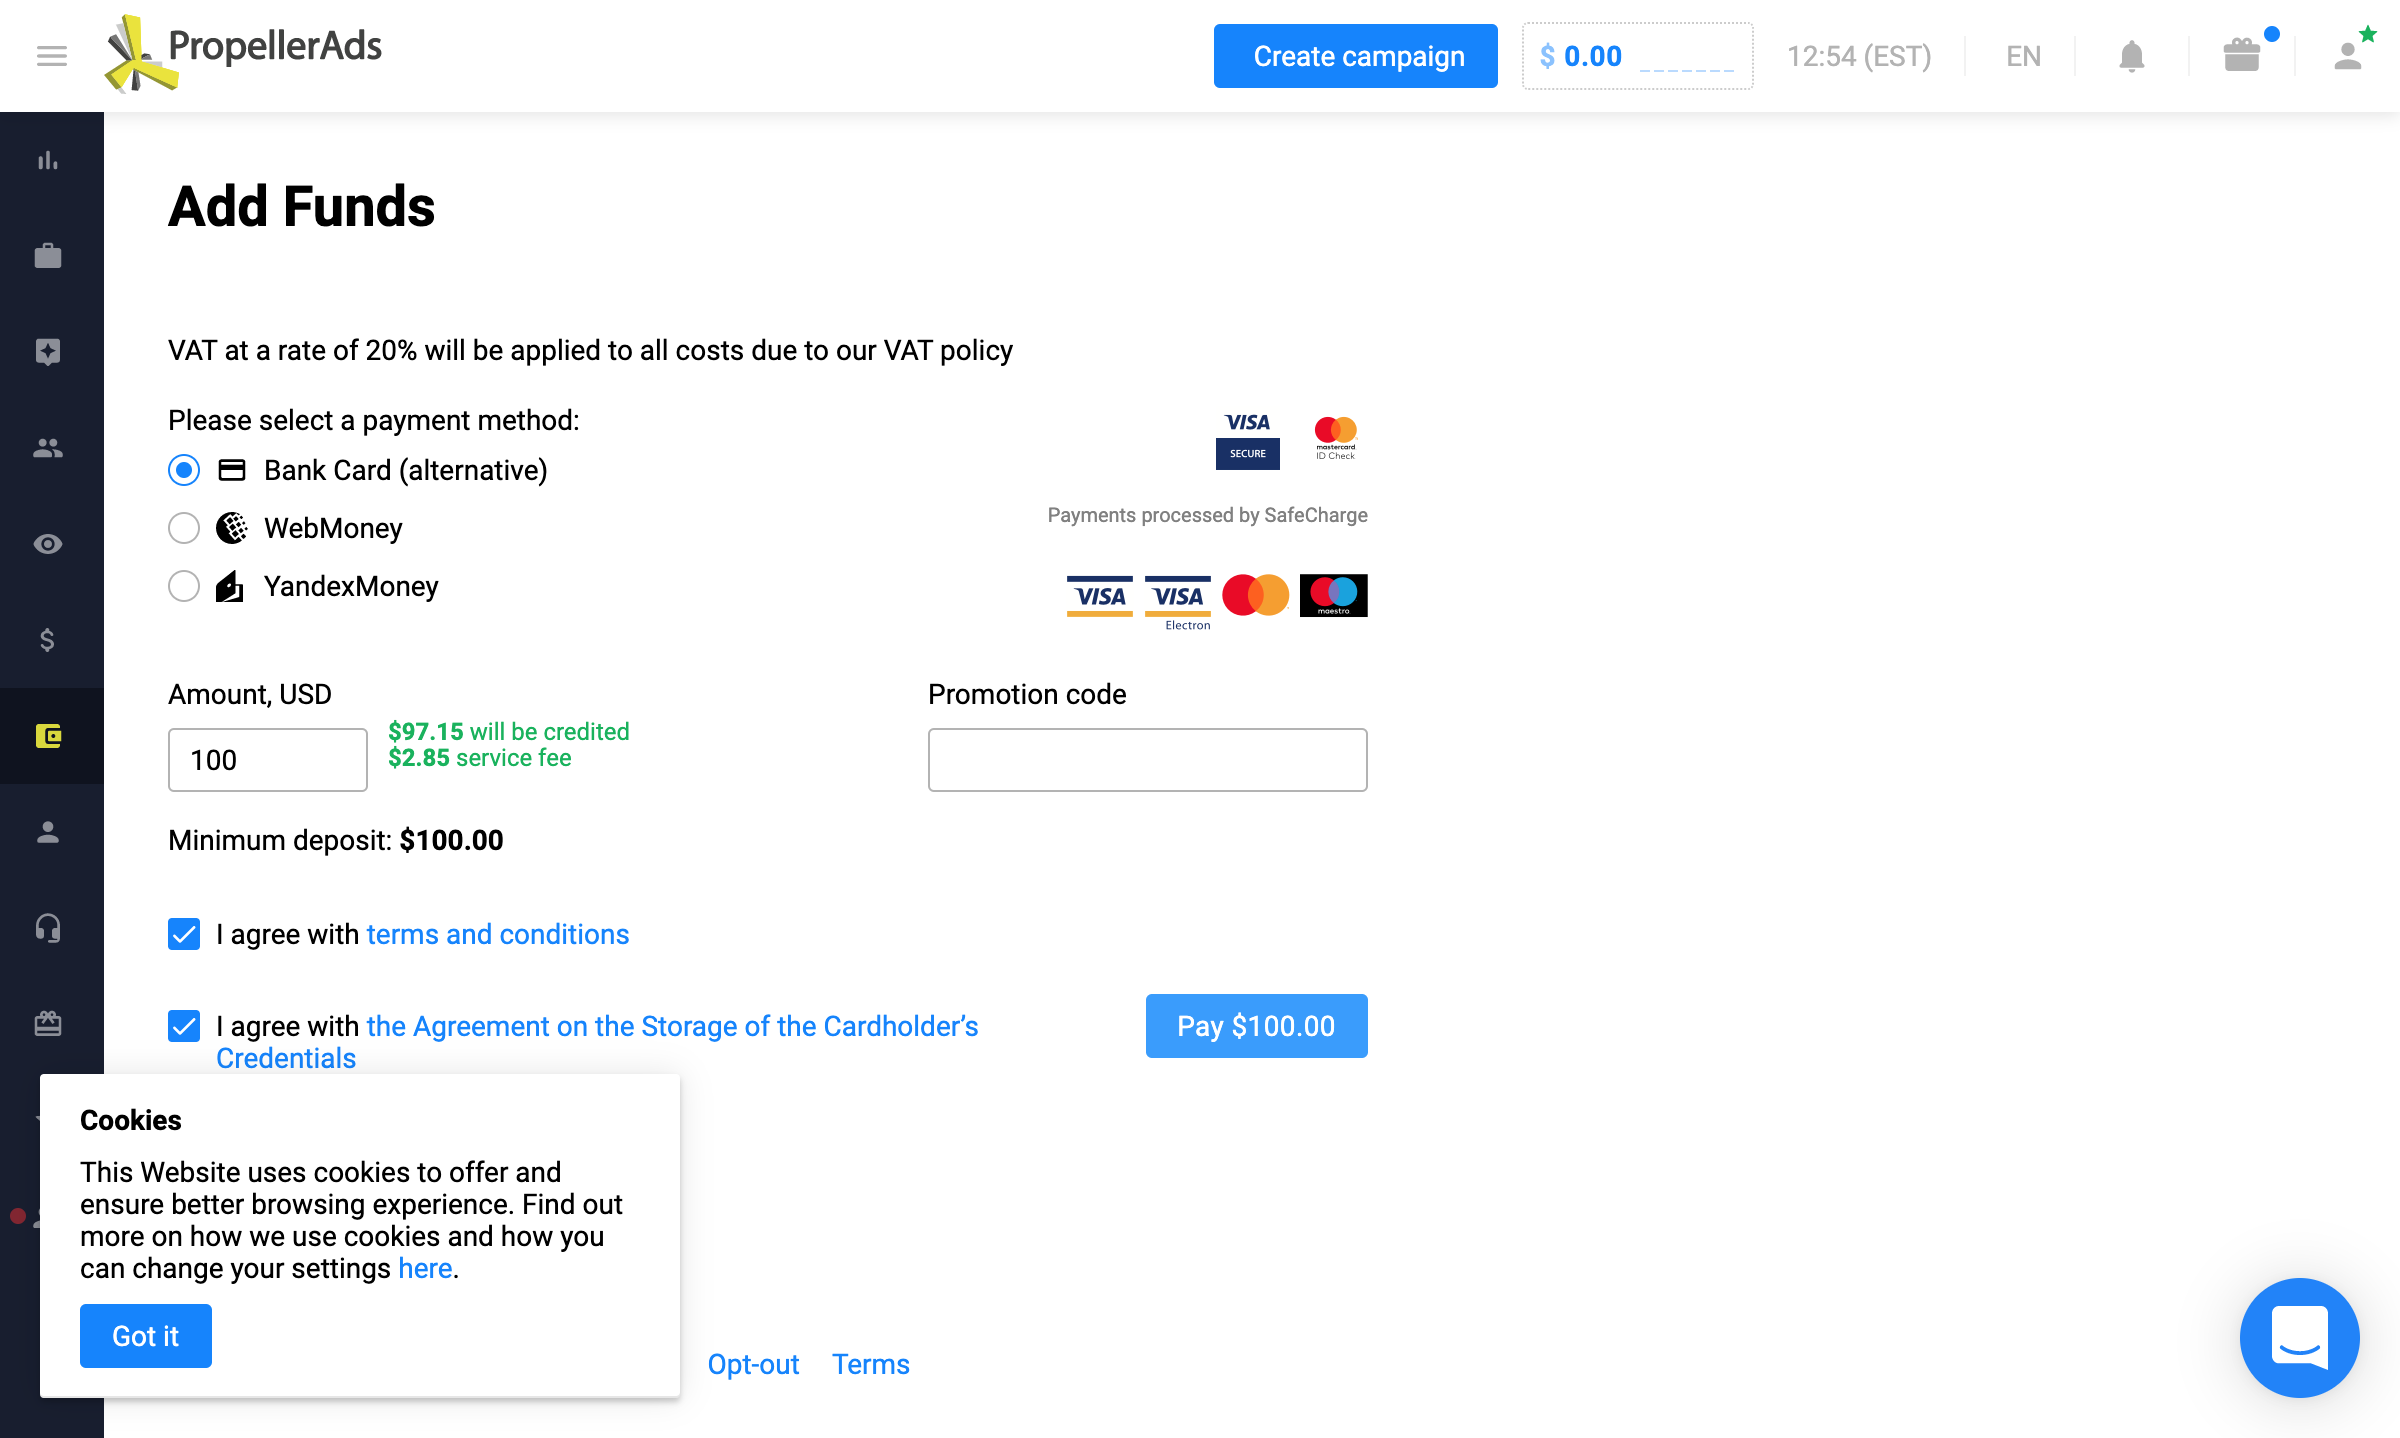 PropellerAds
Create campaign
$ 0.00
12:54 (EST)
EN
Add Funds
VAT at a rate of 20% will be applied to all costs due to our VAT policy
Please select a payment method:
Bank Card (alternative)
WebMoney
YandexMoney
VISA
SECURE
mastercard
ID Check
Payments processed by SafeCharge
VISA
VISA
Electron
maestro
Amount, USD
100
$97.15 will be credited
$2.85 service fee
Promotion code
Minimum deposit: $100.00
I agree with terms and conditions
I agree with the Agreement on the Storage of the Cardholder’s
Credentials
Pay $100.00
Cookies
This Website uses cookies to offer and
ensure better browsing experience. Find out
more on how we use cookies and how you
can change your settings here.
Got it
Opt-out
Terms